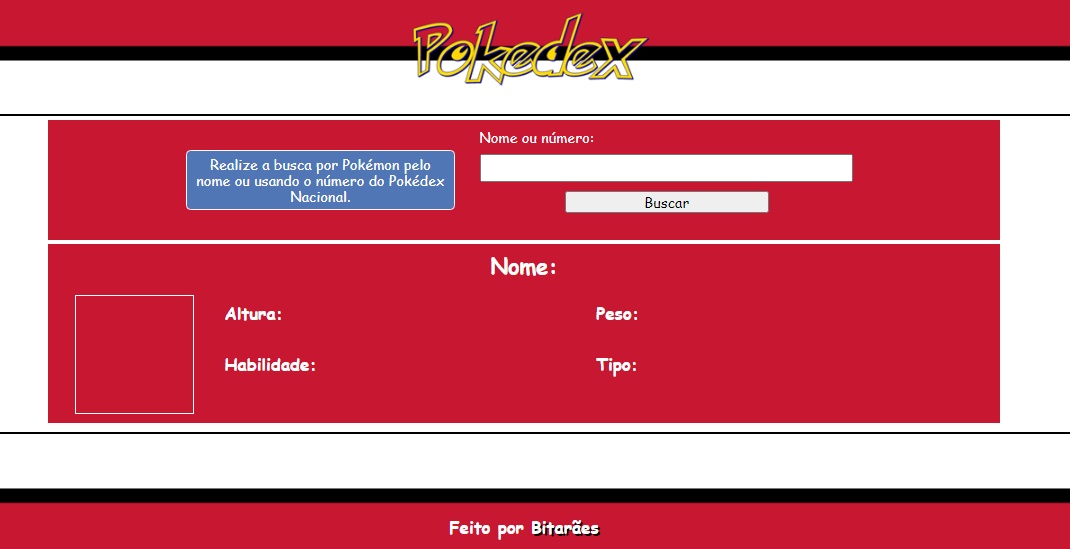 Pokedex
Nome ou número:
Realize a busca por Pokémon pelo
nome ou usando o número do Pokédex
Nacional.
Buscar
Nome:
Altura:
Peso:
Habilidade:
Tipo:
Feito por Bitarães